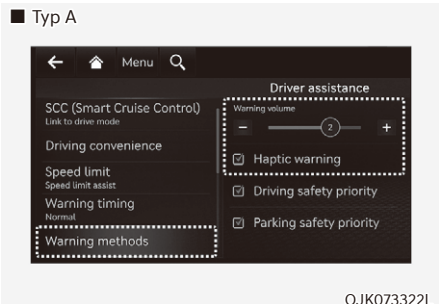 ■ Typ A
Menu
Driver assistance
SCC (Smart Cruise Control)
Link to drive mode
Driving convenience
Speed limit
Speed limit assist
Warning timing
Normal
Warning methods
Warning volume
− 2 +
Haptic warning
Driving safety priority
Parking safety priority
OJK073322L